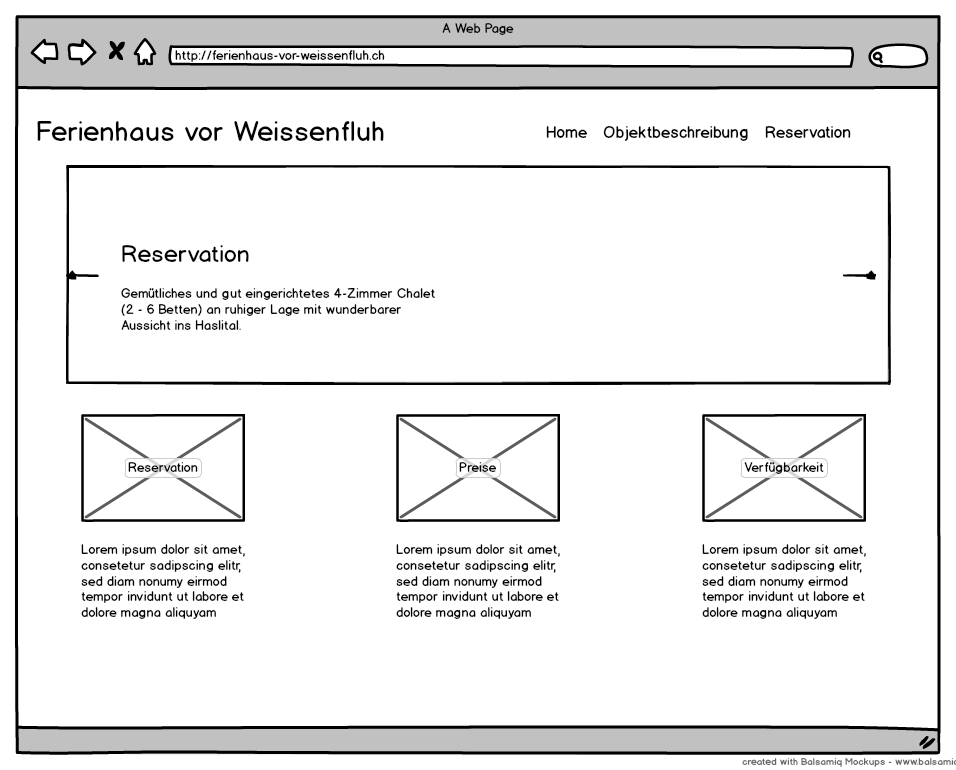 A Web Page
http://ferienhaus-vor-weissenfluh.ch
Ferienhaus vor Weissenfluh
Home Objektbeschreibung Reservation
Reservation
Gemütliches und gut eingerichtetes 4-Zimmer Chalet
(2 - 6 Betten) an ruhiger Lage mit wunderbarer
Aussicht ins Haslital.
Reservation
Preise
Verfügbarkeit
Lorem ipsum dolor sit amet,
consetetur sadipscing elitr,
sed diam nonumy eirmod
tempor invidunt ut labore et
dolore magna aliquyam
Lorem ipsum dolor sit amet,
consetetur sadipscing elitr,
sed diam nonumy eirmod
tempor invidunt ut labore et
dolore magna aliquyam
Lorem ipsum dolor sit amet,
consetetur sadipscing elitr,
sed diam nonumy eirmod
tempor invidunt ut labore et
dolore magna aliquyam
created with Balsamiq Mockups - www.balsamiq